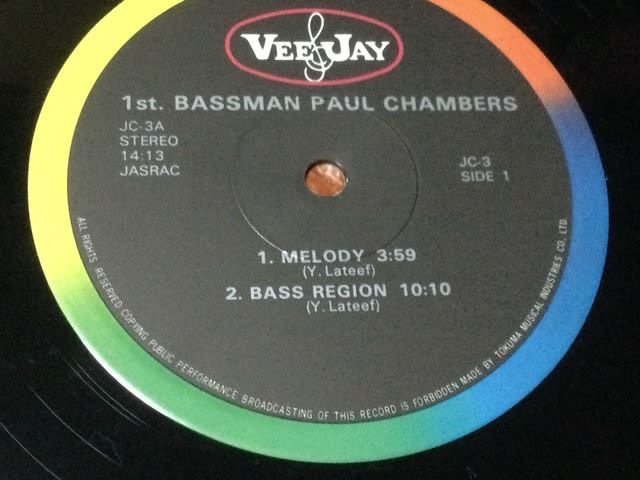 VEE JAY
1st. BASSMAN PAUL CHAMBERS
JC-3A
STEREO
14:13
JASRAC
JC-3
SIDE 1
1. MELODY 3:59
(Y. Lateef)
2. BASS REGION 10:10
(Y. Lateef)
ALL RIGHTS RESERVED COPYING PUBLIC PERFORMANCE BROADCASTING OF THIS RECORD IS FORBIDDEN MADE BY TOKUMA MUSICAL INDUSTRIES CO., LTD.